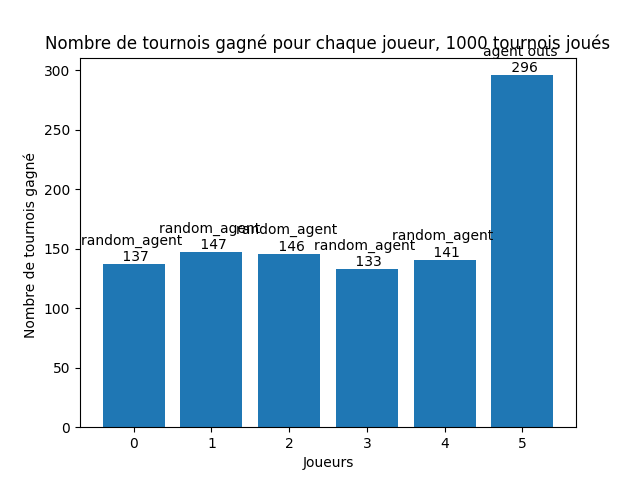 Nombre de tournois gagné pour chaque joueur, 1000 tournois joués
agent outs
296
random_agent
147
random_agent
146
random_agent
141
random_agent
137
random_agent
133
300
250
200
150
100
50
0
Nombre de tournois gagné
0 1 2 3 4 5
Joueurs